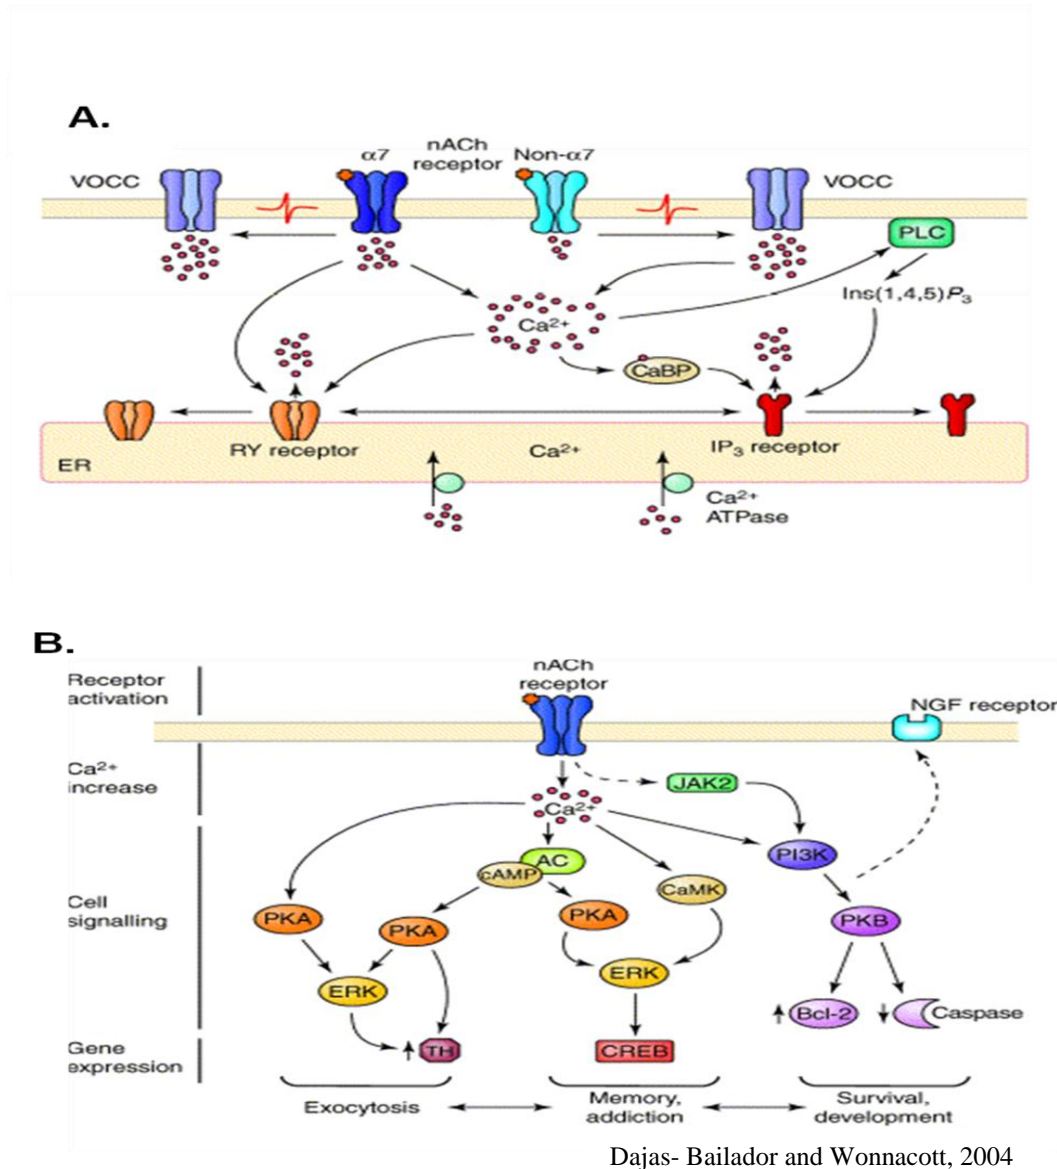 A.
nACh
receptor
α7
Non-α7
VOCC
VOCC
PLC
Ins(1,4,5)P3
Ca2+
CaBP
RY receptor
Ca2+
IP3 receptor
ER
Ca2+
ATPase
B.
Receptor
activation
nACh
receptor
NGF receptor
Ca2+
increase
JAK2
Ca2+
AC
cAMP
PI3K
CaMK
Cell
signalling
PKA
PKA
PKA
PKB
ERK
ERK
Bcl-2
Caspase
Gene
expression
TH
CREB
Exocytosis
Memory,
addiction
Survival,
development
Dajas- Bailador and Wonnacott, 2004